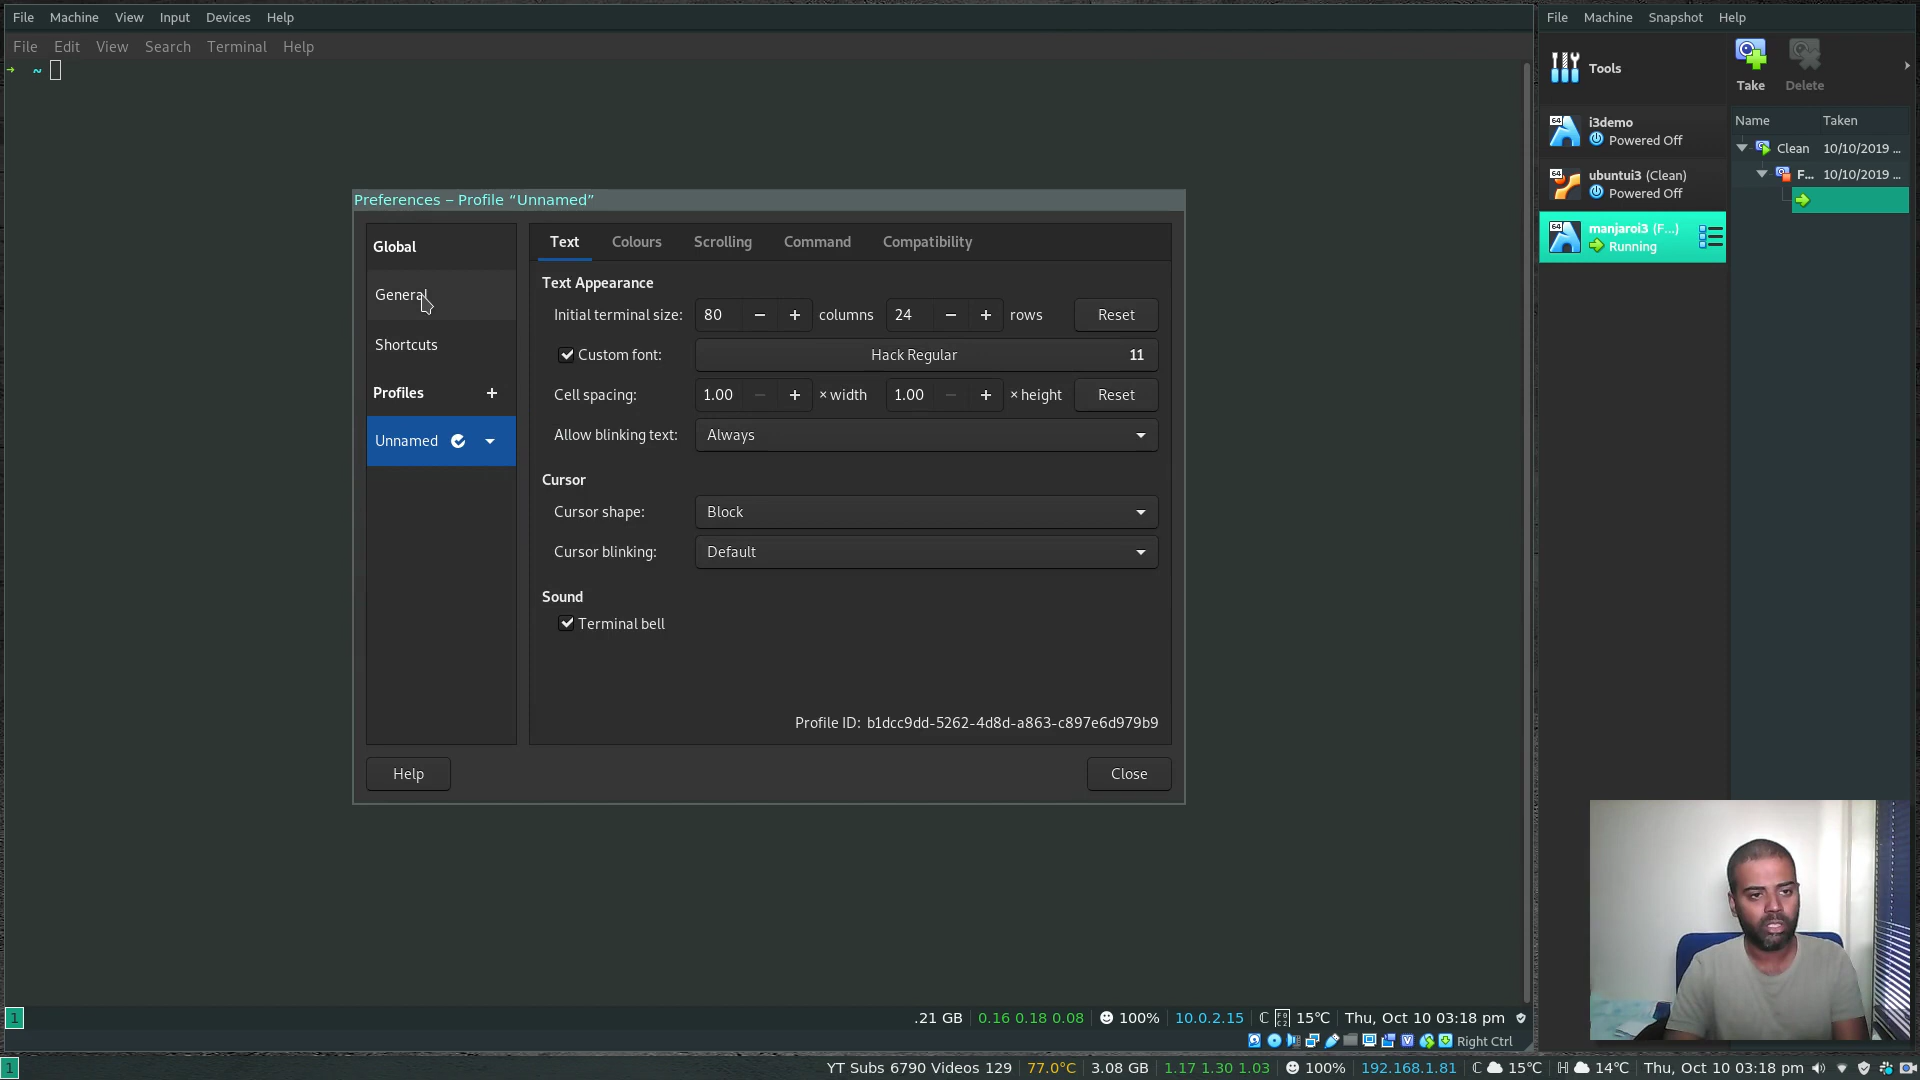 File Machine View Input Devices Help
File Edit View Search Terminal Help
→ ~
Preferences – Profile “Unnamed”
Global
General
Shortcuts
Profiles +
Unnamed
Text Colours Scrolling Command Compatibility
Text Appearance
Initial terminal size: 80 − + columns 24 − + rows Reset
Custom font: Hack Regular 11
Cell spacing: 1.00 − + × width 1.00 − + × height Reset
Allow blinking text: Always
Cursor
Cursor shape: Block
Cursor blinking: Default
Sound
Terminal bell
Profile ID: b1dcc9dd-5262-4d8d-a863-c897e6d979b9
Help Close
1 .21 GB 0.16 0.18 0.08 100% 10.0.2.15 ℂ 15℃ Thu, Oct 10 03:18 pm
Right Ctrl
File Machine Snapshot Help
Tools
Take Delete
64 i3demo
Powered Off
64 ubuntui3 (Clean)
Powered Off
64 manjaroi3 (F...)
Running
Name Taken
Clean 10/10/2019 ...
F... 10/10/2019 ...
1 YT Subs 6790 Videos 129 77.0°C 3.08 GB 1.17 1.30 1.03 100% 192.168.1.81 ℂ 15℃ ℍ 14℃ Thu, Oct 10 03:18 pm